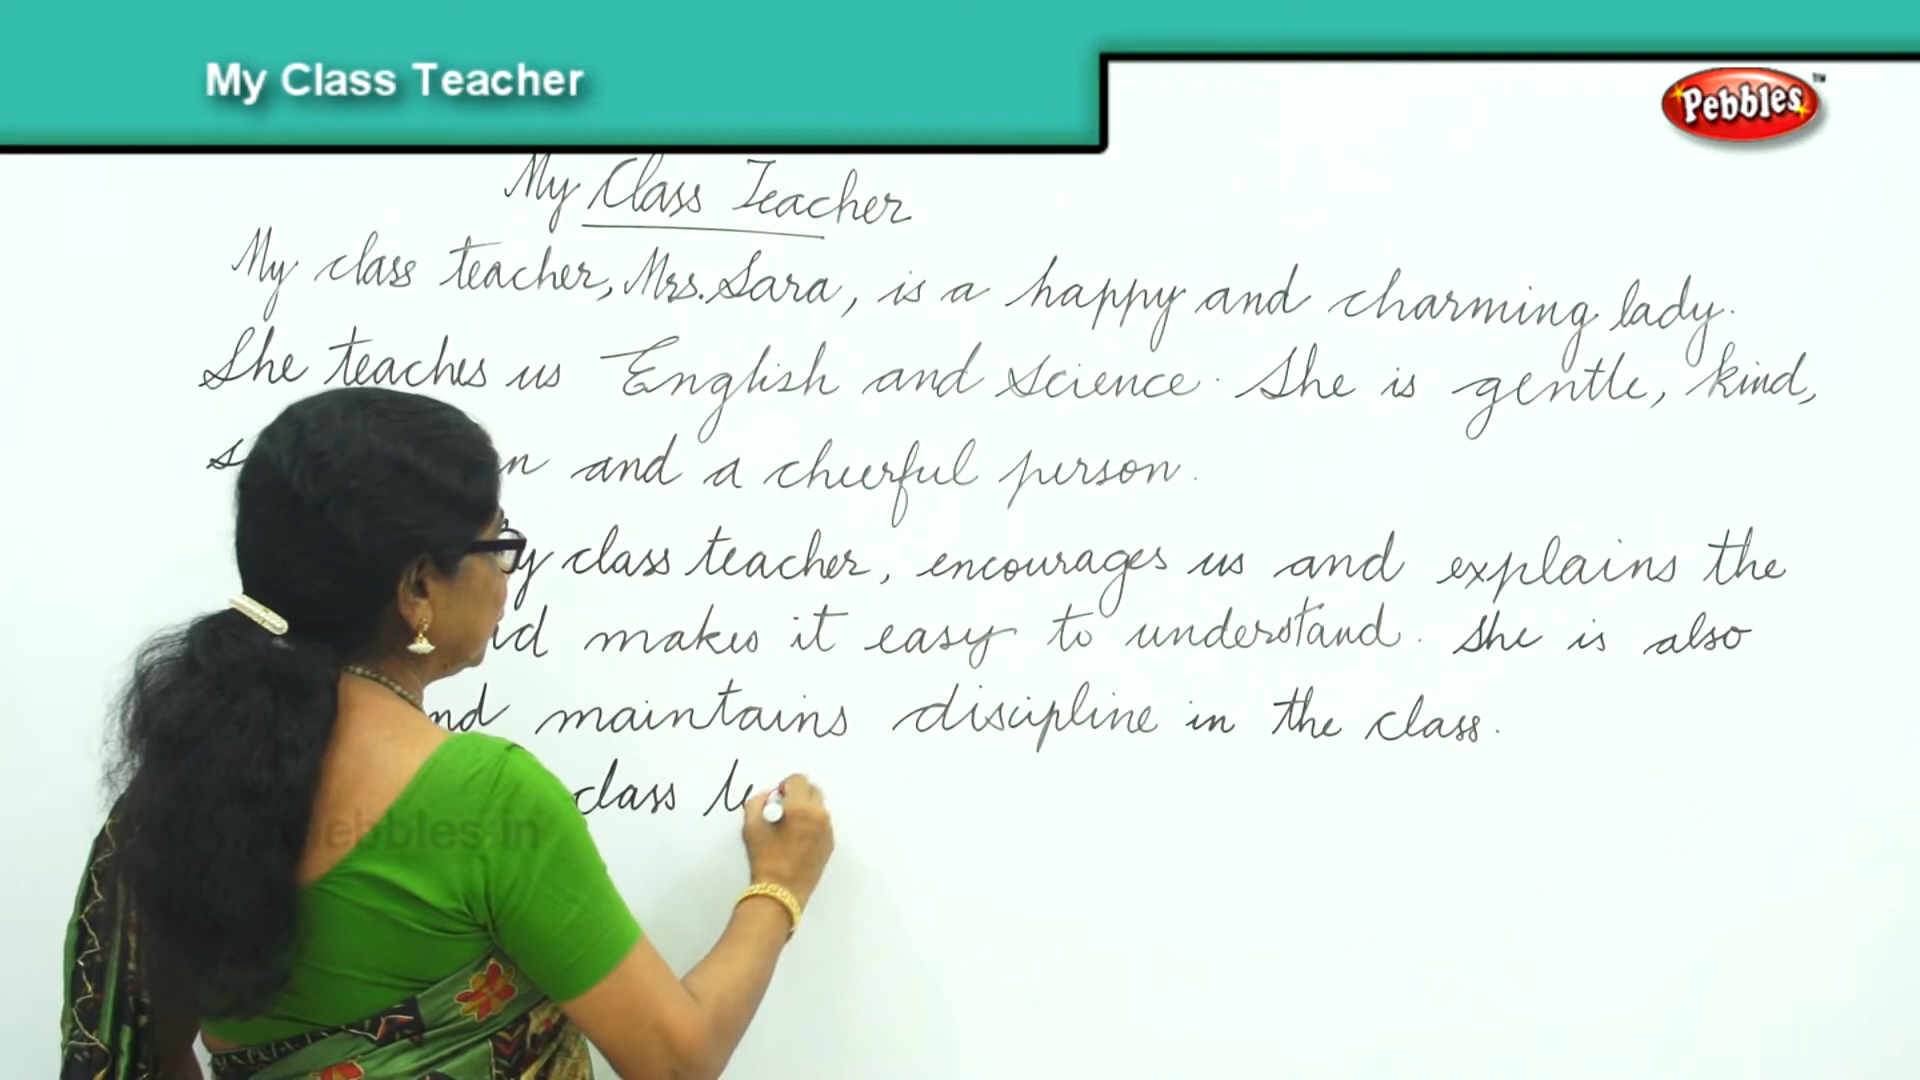 My Class Teacher
Pebbles TM
My Class Teacher
My class teacher, Mrs. Sara, is a happy and charming lady.
She teaches us English and science. She is gentle, kind,
and a cheerful person.
class teacher, encourages us and explains the
makes it easy to understand. She is also
maintains discipline in the class.
class